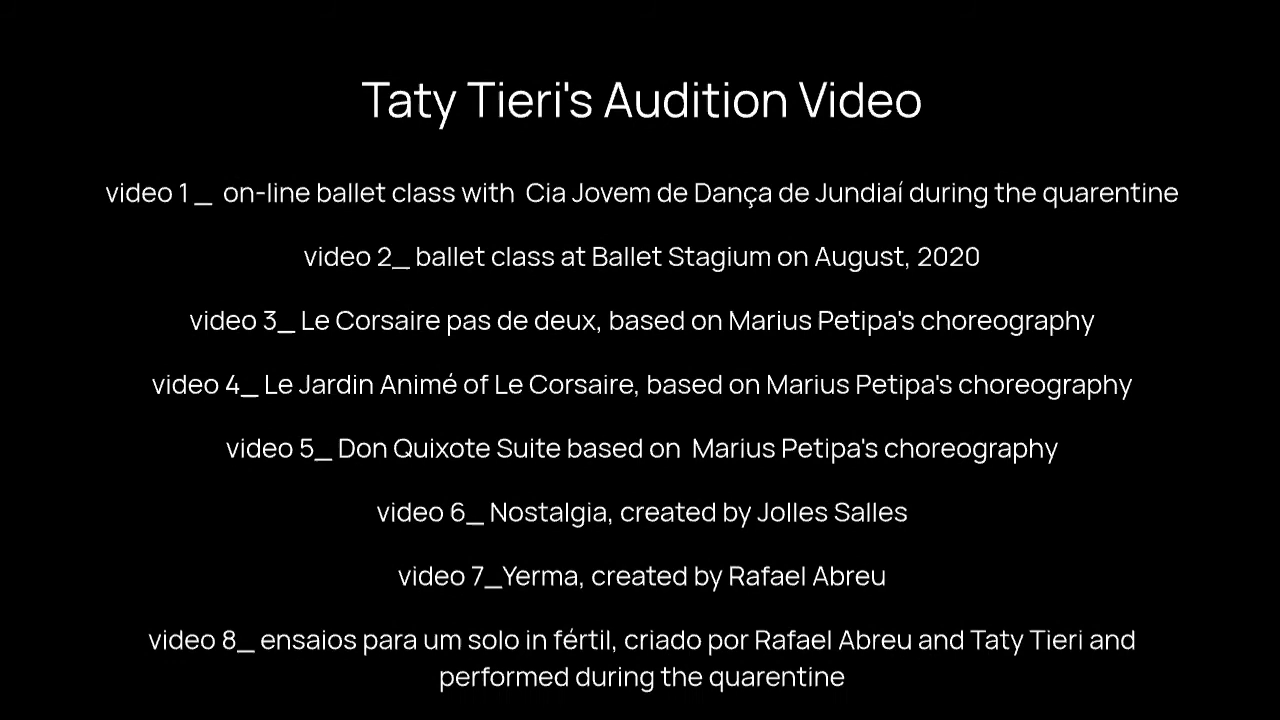 Taty Tieri's Audition Video
video 1 _ on-line ballet class with Cia Jovem de Dança de Jundiaí during the quarentine
video 2_ ballet class at Ballet Stagium on August, 2020
video 3_ Le Corsaire pas de deux, based on Marius Petipa's choreography
video 4_ Le Jardin Animé of Le Corsaire, based on Marius Petipa's choreography
video 5_ Don Quixote Suite based on Marius Petipa's choreography
video 6_ Nostalgia, created by Jolles Salles
video 7_Yerma, created by Rafael Abreu
video 8_ ensaios para um solo in fértil, criado por Rafael Abreu and Taty Tieri and
performed during the quarentine